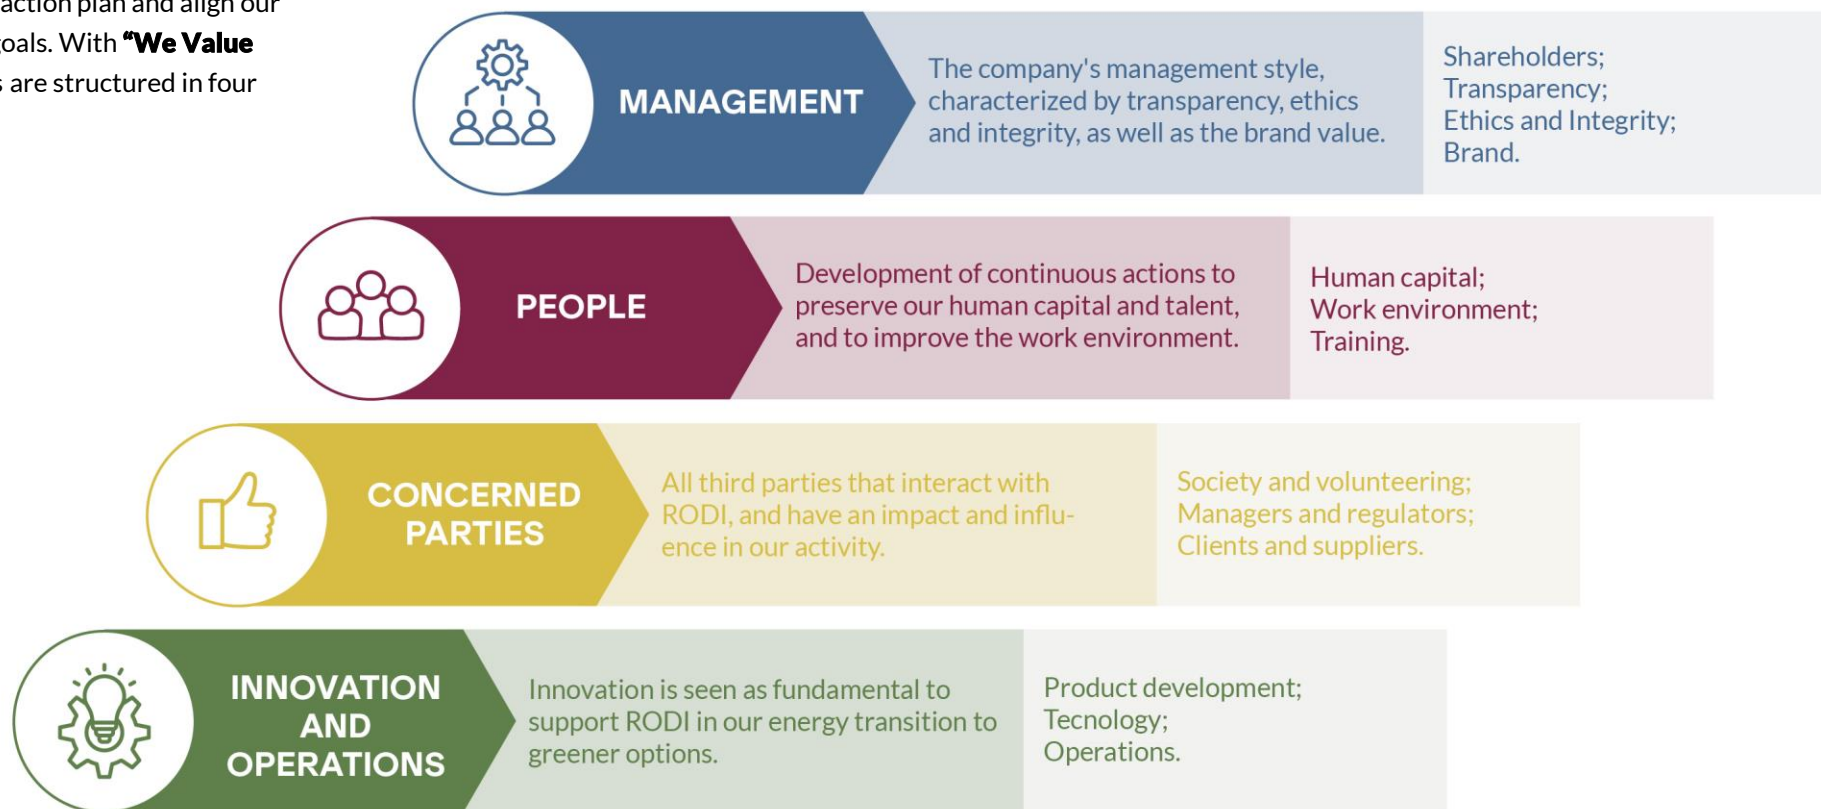 action plan and align our
goals. With “We Value
s are structured in four
MANAGEMENT
The company's management style,
characterized by transparency, ethics
and integrity, as well as the brand value.
Shareholders;
Transparency;
Ethics and Integrity;
Brand.
PEOPLE
Development of continuous actions to
preserve our human capital and talent,
and to improve the work environment.
Human capital;
Work environment;
Training.
CONCERNED
PARTIES
All third parties that interact with
RODI, and have an impact and influ-
ence in our activity.
Society and volunteering;
Managers and regulators;
Clients and suppliers.
INNOVATION
AND
OPERATIONS
Innovation is seen as fundamental to
support RODI in our energy transition to
greener options.
Product development;
Tecnology;
Operations.